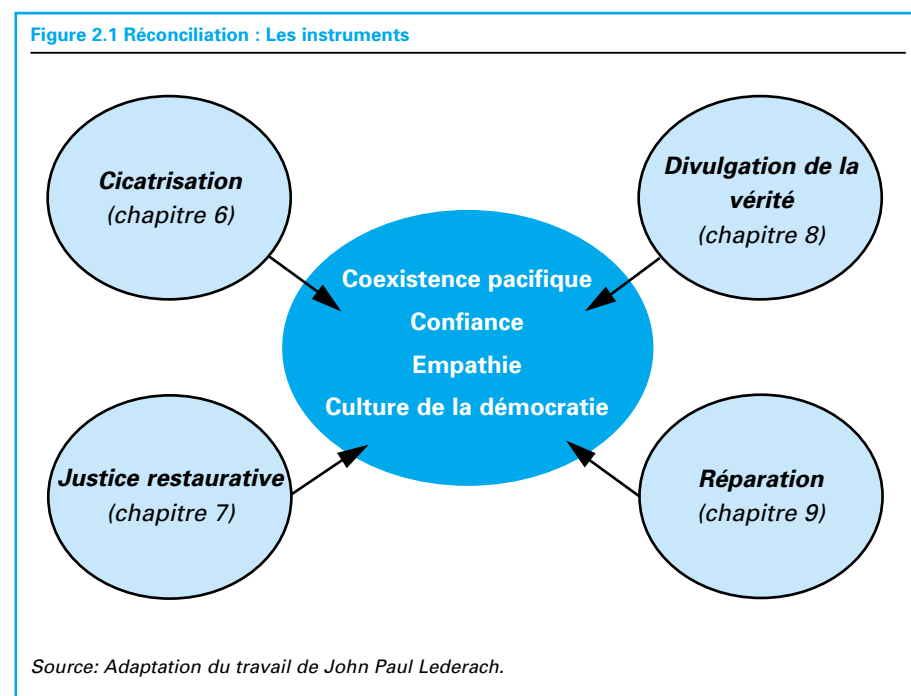 Figure 2.1 Réconciliation : Les instruments
Cicatrisation
(chapitre 6)
Divulgation de la
vérité
(chapitre 8)
Coexistence pacifique
Confiance
Empathie
Culture de la démocratie
Justice restaurative
(chapitre 7)
Réparation
(chapitre 9)
Source: Adaptation du travail de John Paul Lederach.